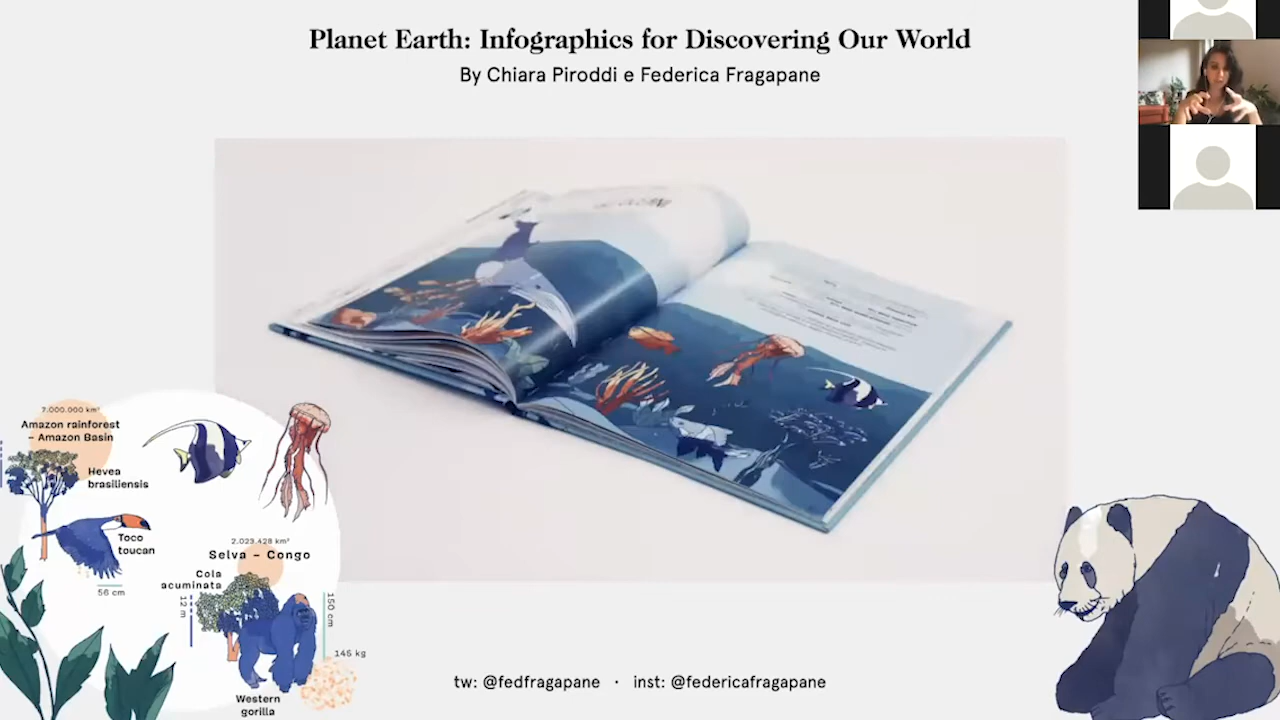 Planet Earth: Infographics for Discovering Our World
By Chiara Piroddi e Federica Fragapane
7.000.000 km²
Amazon rainforest
– Amazon Basin
Hevea
brasiliensis
Toco
toucan
56 cm
2.023.428 km²
Selva – Congo
Cola
acuminata
12 m
150 cm
145 kg
Western
gorilla
tw: @fedfragapane · inst: @federicafragapane